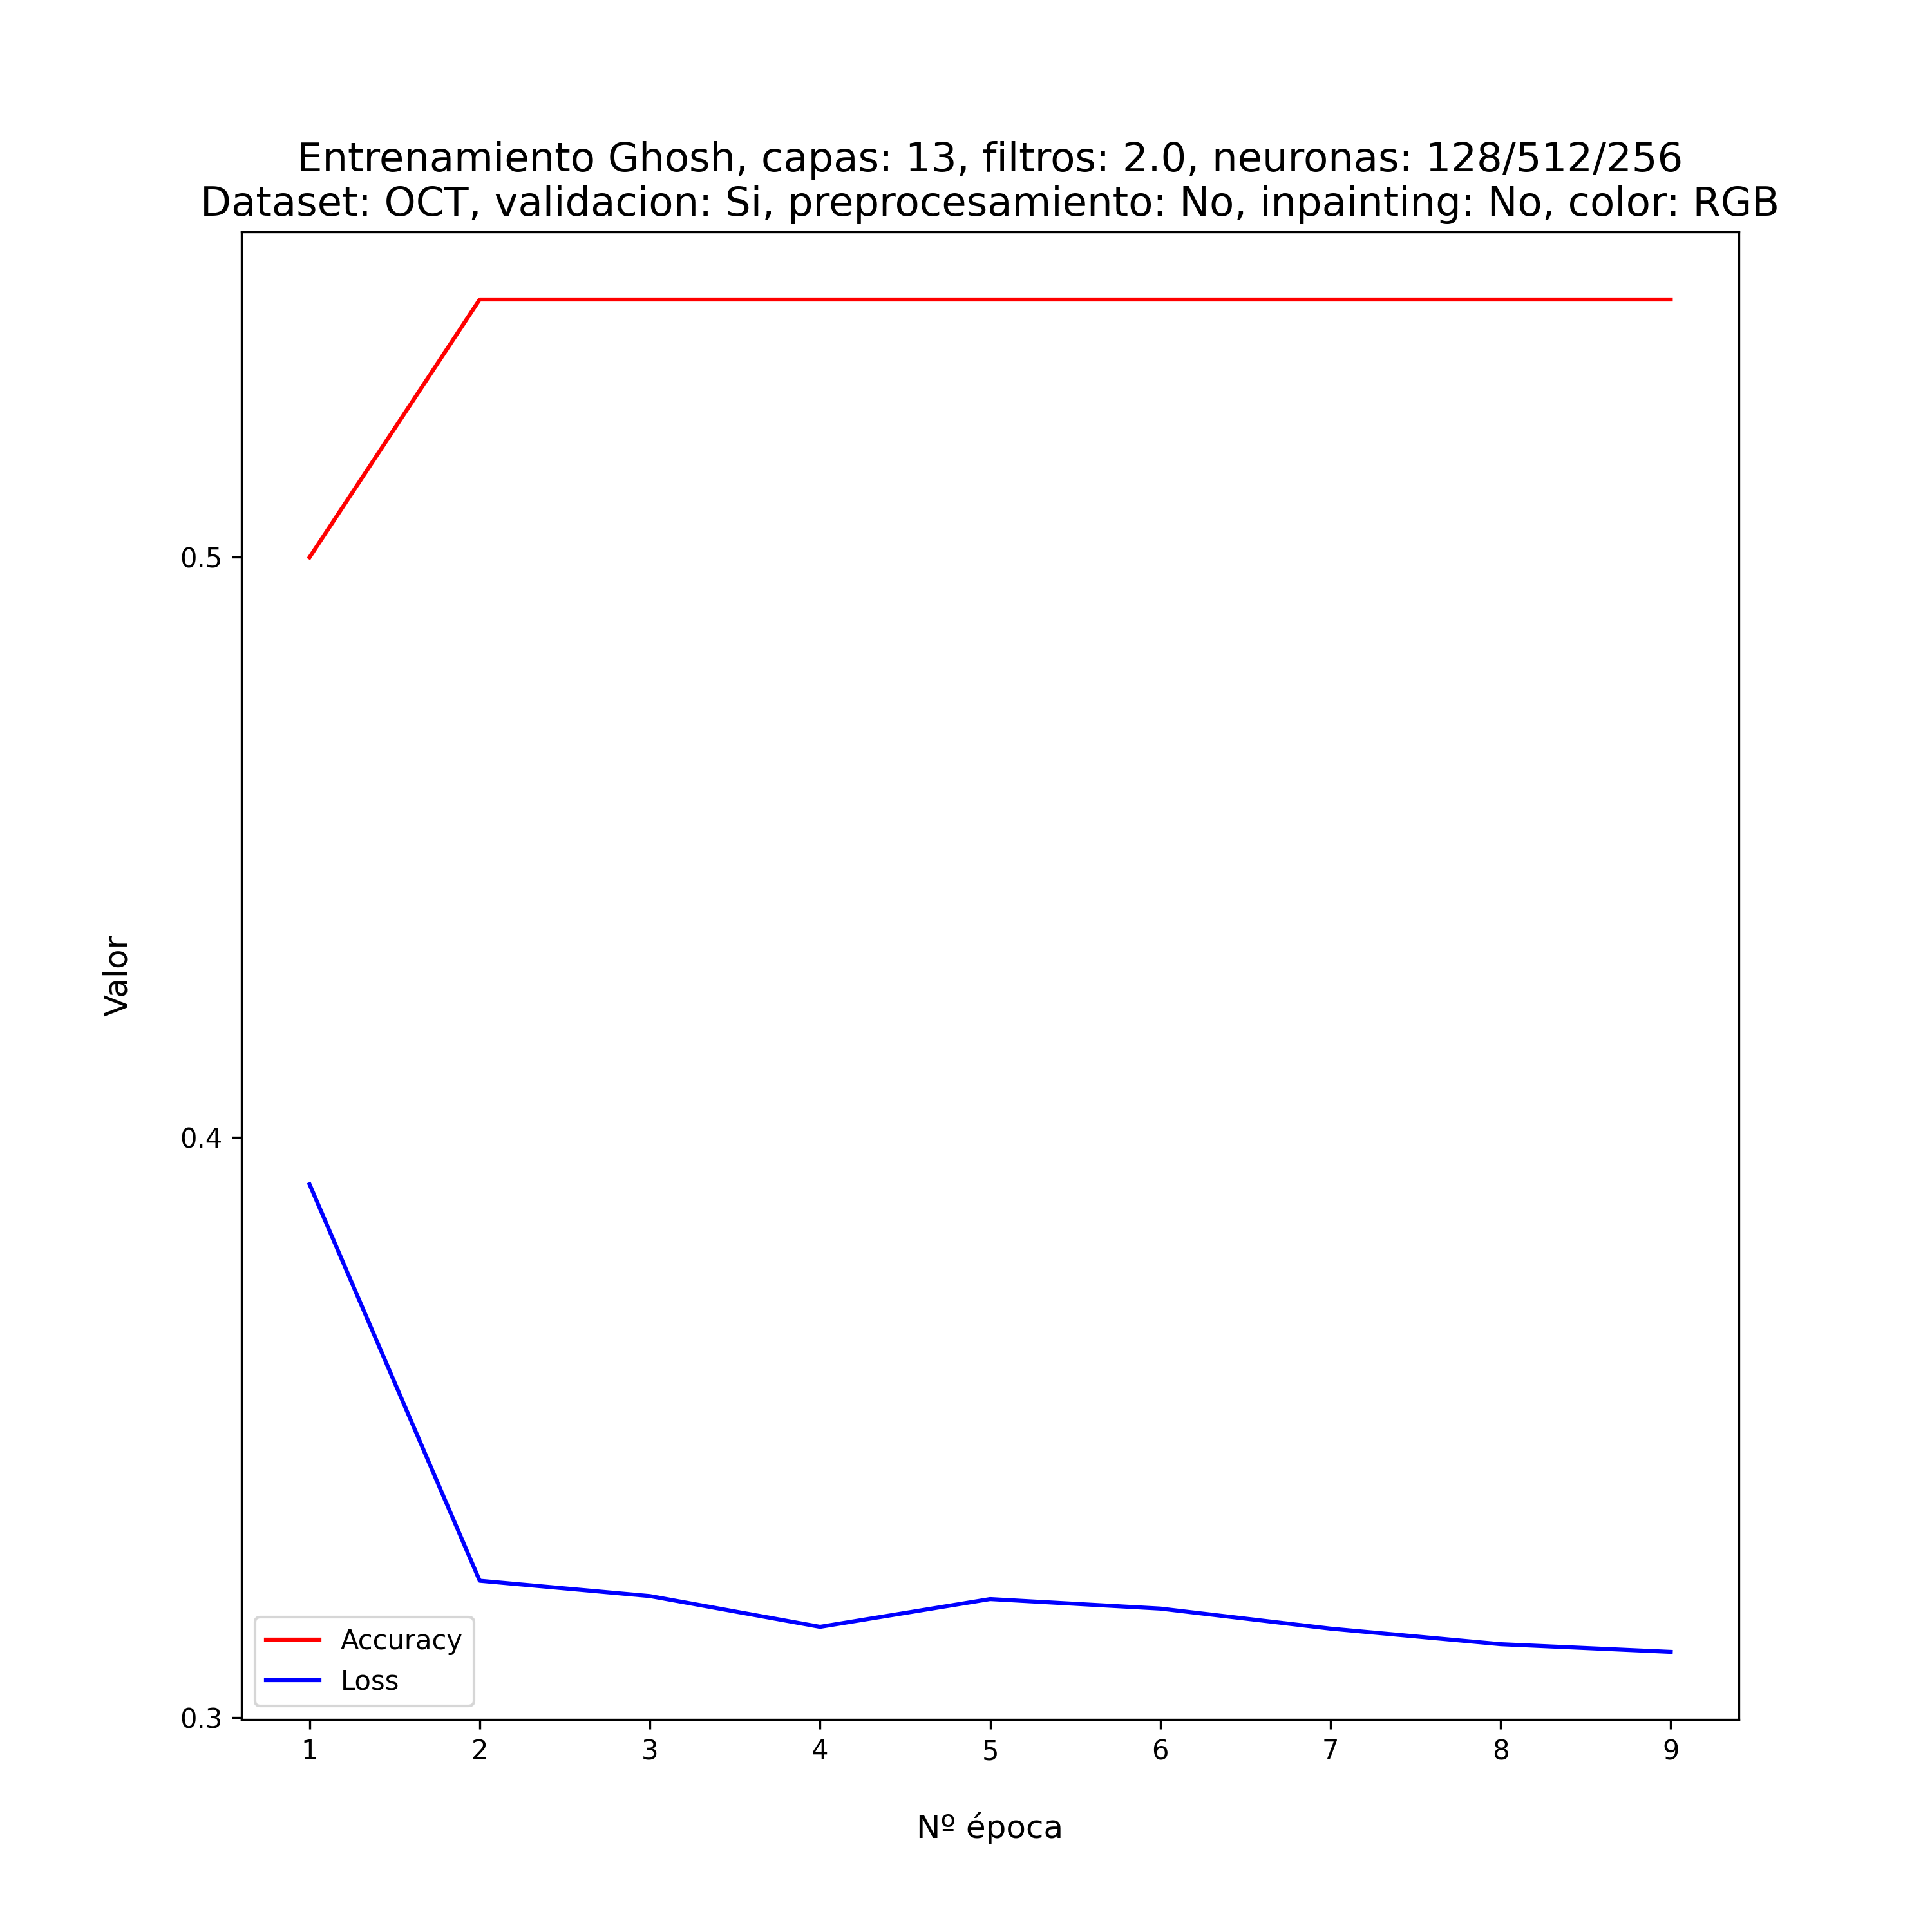 Entrenamiento Ghosh, capas: 13, filtros: 2.0, neuronas: 128/512/256
Dataset: OCT, validacion: Si, preprocesamiento: No, inpainting: No, color: RGB
0.5
0.4
0.3
Valor
Accuracy
Loss
1 2 3 4 5 6 7 8 9
Nº época